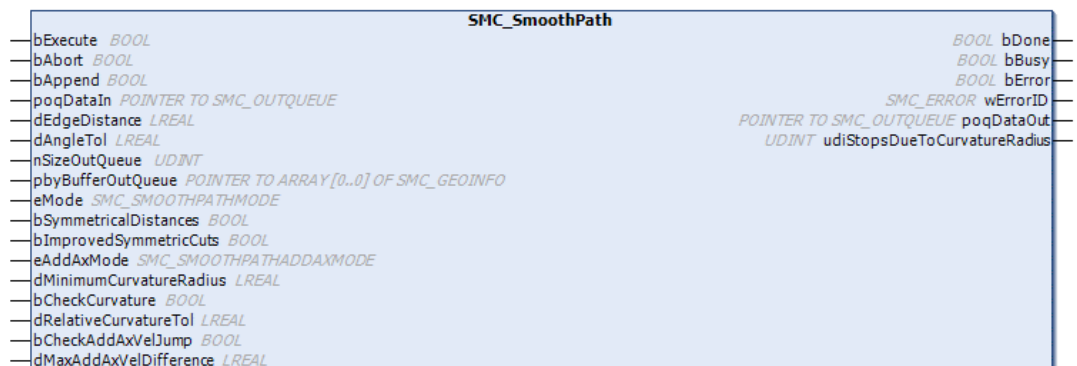 SMC_SmoothPath
bExecute BOOL BOOL bDone
bAbort BOOL BOOL bBusy
bAppend BOOL BOOL bError
poqDataIn POINTER TO SMC_OUTQUEUE SMC_ERROR wErrorID
dEdgeDistance LREAL POINTER TO SMC_OUTQUEUE poqDataOut
dAngleTol LREAL UDINT udiStopsDueToCurvatureRadius
nSizeOutQueue UDINT
pbyBufferOutQueue POINTER TO ARRAY [0..0] OF SMC_GEOINFO
eMode SMC_SMOOTHPATHMODE
bSymmetricalDistances BOOL
bImprovedSymmetricCuts BOOL
eAddAxMode SMC_SMOOTHPATHADDAXMODE
dMinimumCurvatureRadius LREAL
bCheckCurvature BOOL
dRelativeCurvatureTol LREAL
bCheckAddAxVelJump BOOL
dMaxAddAxVelDifference LREAL